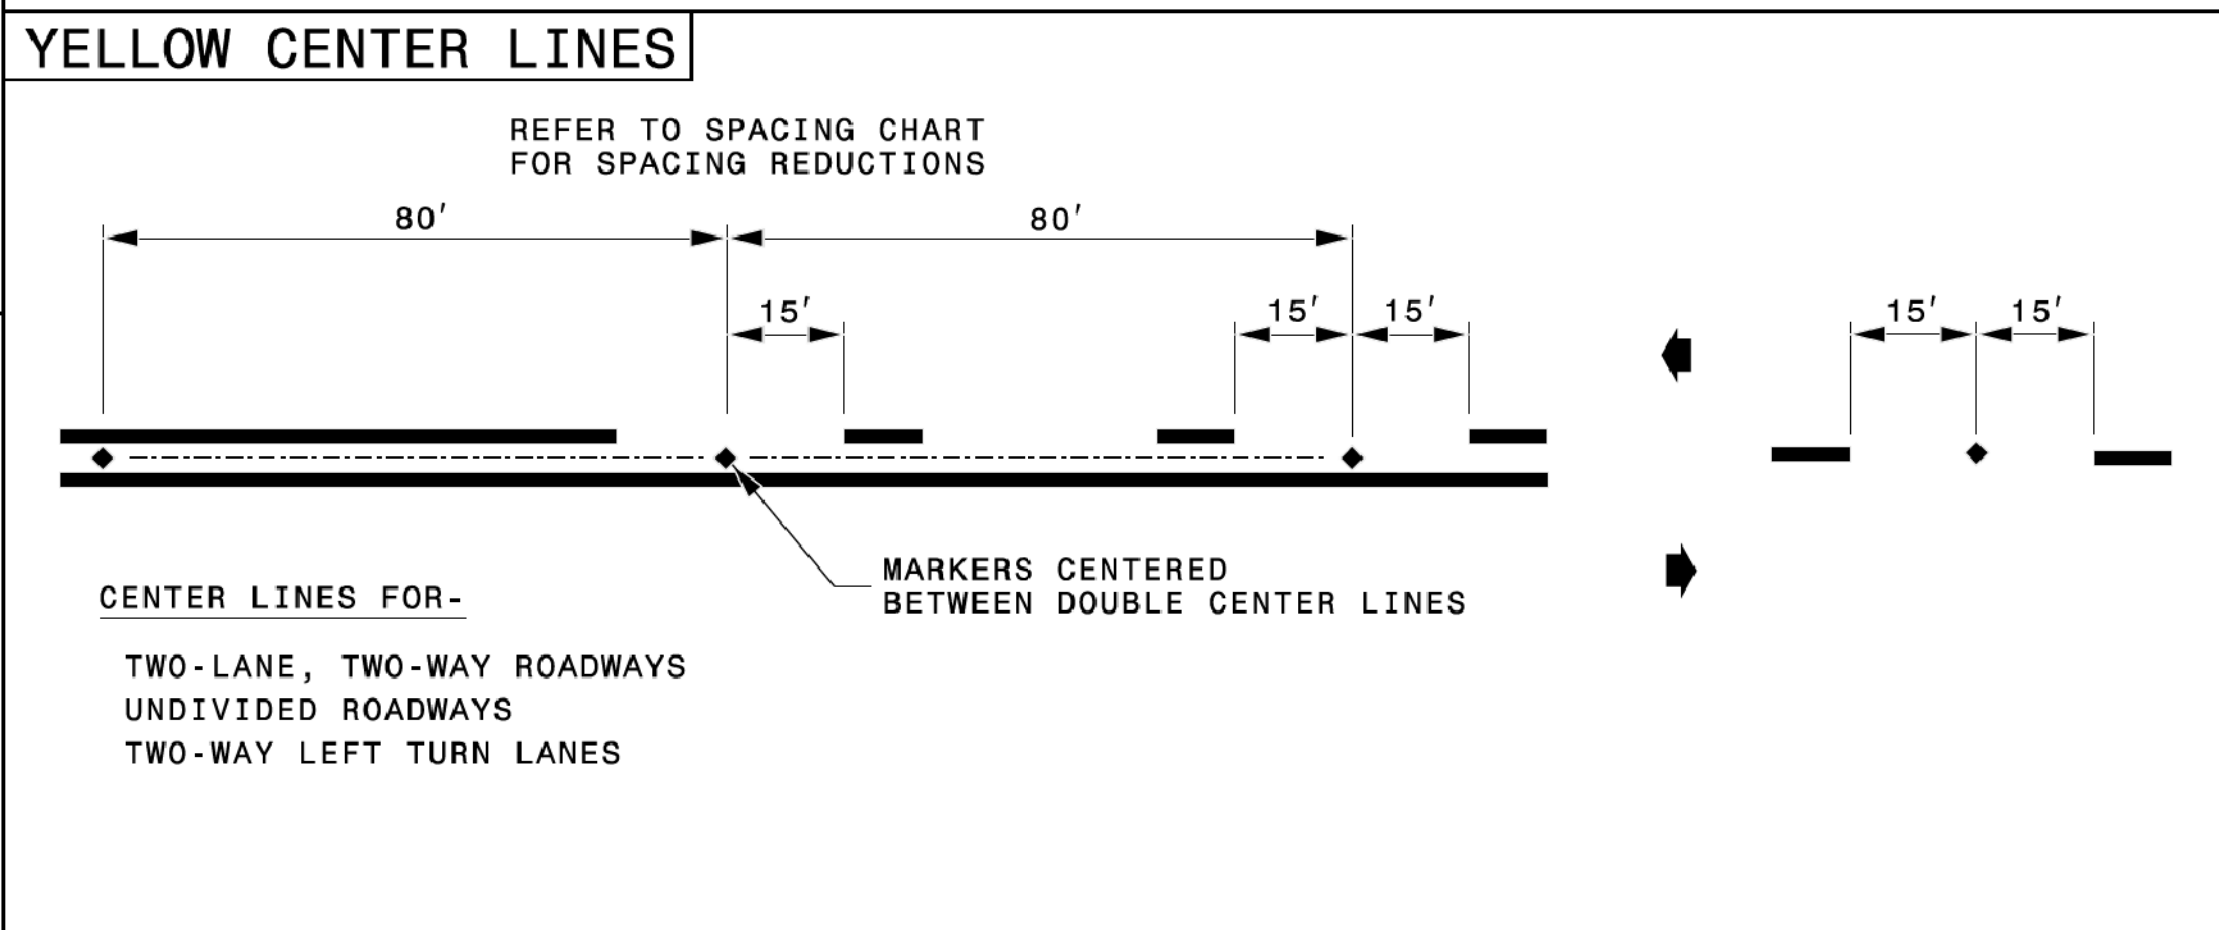 YELLOW CENTER LINES
REFER TO SPACING CHART
FOR SPACING REDUCTIONS
80' 80'
15' 15' 15' 15' 15'
MARKERS CENTERED
BETWEEN DOUBLE CENTER LINES
CENTER LINES FOR-
TWO-LANE, TWO-WAY ROADWAYS
UNDIVIDED ROADWAYS
TWO-WAY LEFT TURN LANES